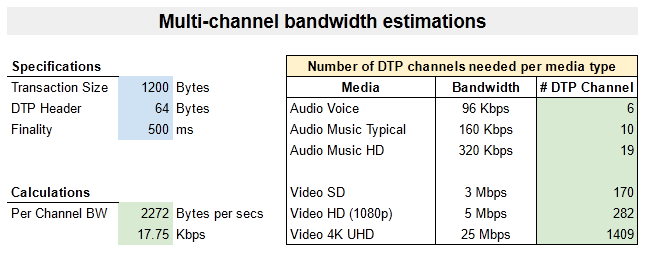 Multi-channel bandwidth estimations
Specifications
Transaction Size 1200 Bytes
DTP Header 64 Bytes
Finality 500 ms
Calculations
Per Channel BW 2272 Bytes per secs
17.75 Kbps
Number of DTP channels needed per media type
Media Bandwidth # DTP Channel
Audio Voice 96 Kbps 6
Audio Music Typical 160 Kbps 10
Audio Music HD 320 Kbps 19
Video SD 3 Mbps 170
Video HD (1080p) 5 Mbps 282
Video 4K UHD 25 Mbps 1409